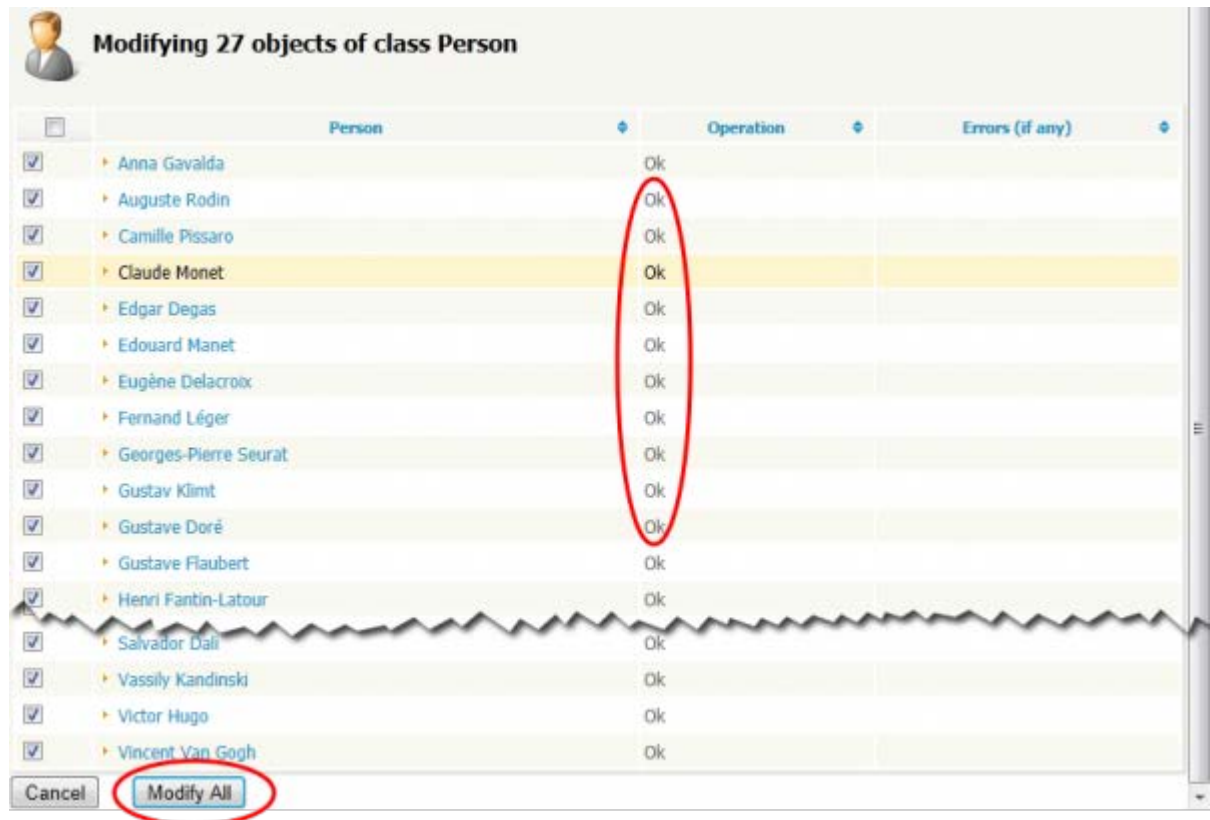 Modifying 27 objects of class Person
Person Operation Errors (if any)
Anna Gavalda Ok
Auguste Rodin Ok
Camille Pissaro Ok
Claude Monet Ok
Edgar Degas Ok
Edouard Manet Ok
Eugène Delacroix Ok
Fernand Léger Ok
Georges-Pierre Seurat Ok
Gustav Klimt Ok
Gustave Doré Ok
Gustave Flaubert Ok
Henri Fantin-Latour Ok
Salvador Dali Ok
Vassily Kandinski Ok
Victor Hugo Ok
Vincent Van Gogh Ok
Cancel Modify All